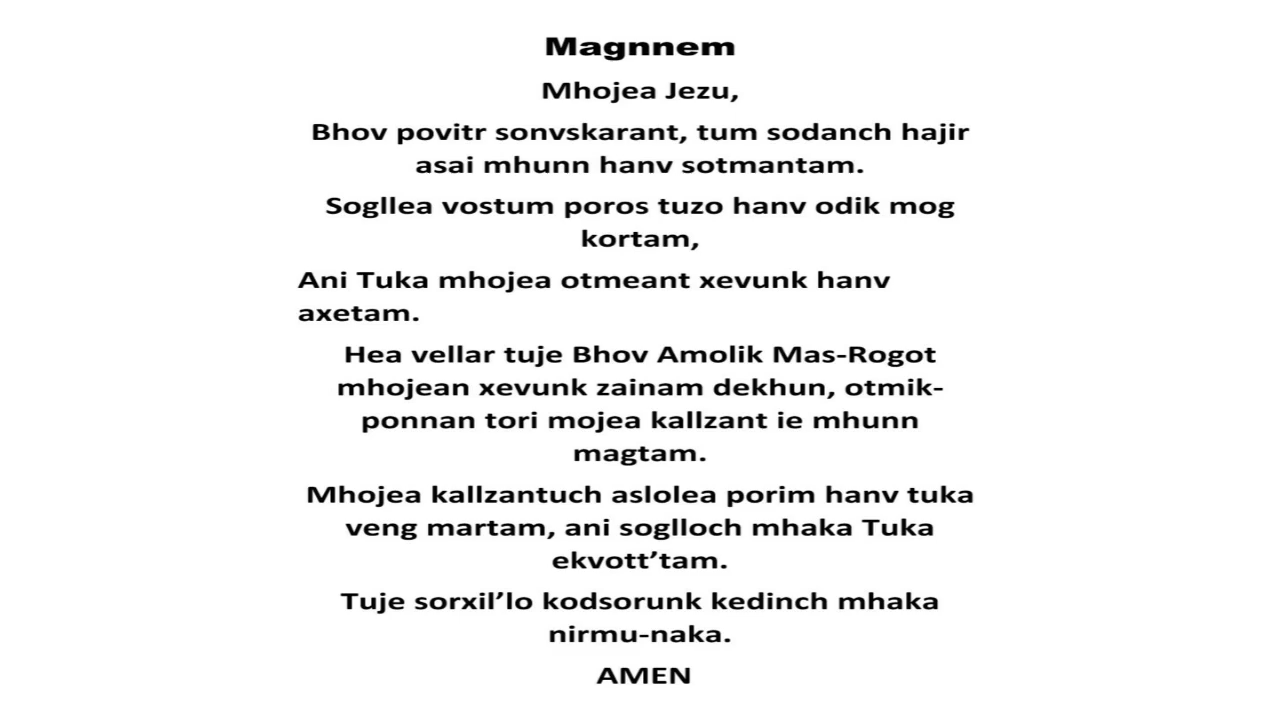 Magnnem
Mhojea Jezu,
Bhov povitr sonvskarant, tum sodanch hajir
asai mhunn hanv sotmantam.
Sogllea vostum poros tuzo hanv odik mog
kortam,
Ani Tuka mhojea otmeant xevunk hanv
axetam.
Hea vellar tuje Bhov Amolik Mas-Rogot
mhojean xevunk zainam dekhun, otmik-
ponnan tori mojea kallzant ie mhunn
magtam.
Mhojea kallzantuch aslolea porim hanv tuka
veng martam, ani soglloch mhaka Tuka
ekvott’tam.
Tuje sorxil’lo kodsorunk kedinch mhaka
nirmu-naka.
AMEN